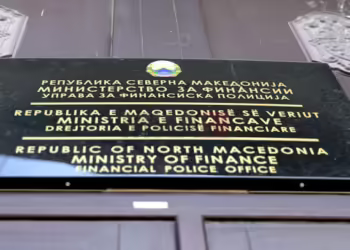 РЕПУБЛИКА СЕВЕРНА МАКЕДОНИЈА
МИНИСТЕРСТВО ЗА ФИНАНСИИ
УПРАВА ЗА ФИНАНСИСКА ПОЛИЦИЈА
REPUBLIKA E MAQEDONISË SË VERIUT
MINISTRIA E FINANCAVE
DREJTORIA E POLICISË FINANCIARE
REPUBLIC OF NORTH MACEDONIA
MINISTRY OF FINANCE
FINANCIAL POLICE OFFICE